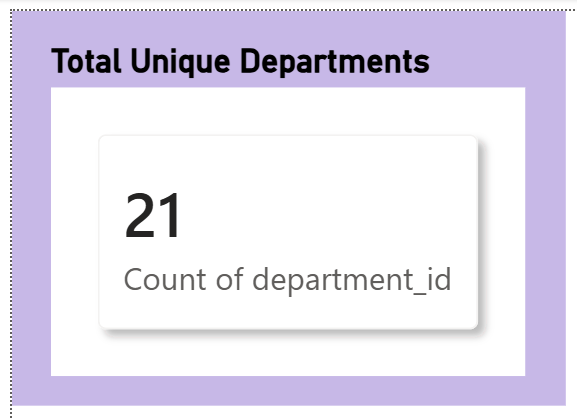 Total Unique Departments
21
Count of department_id